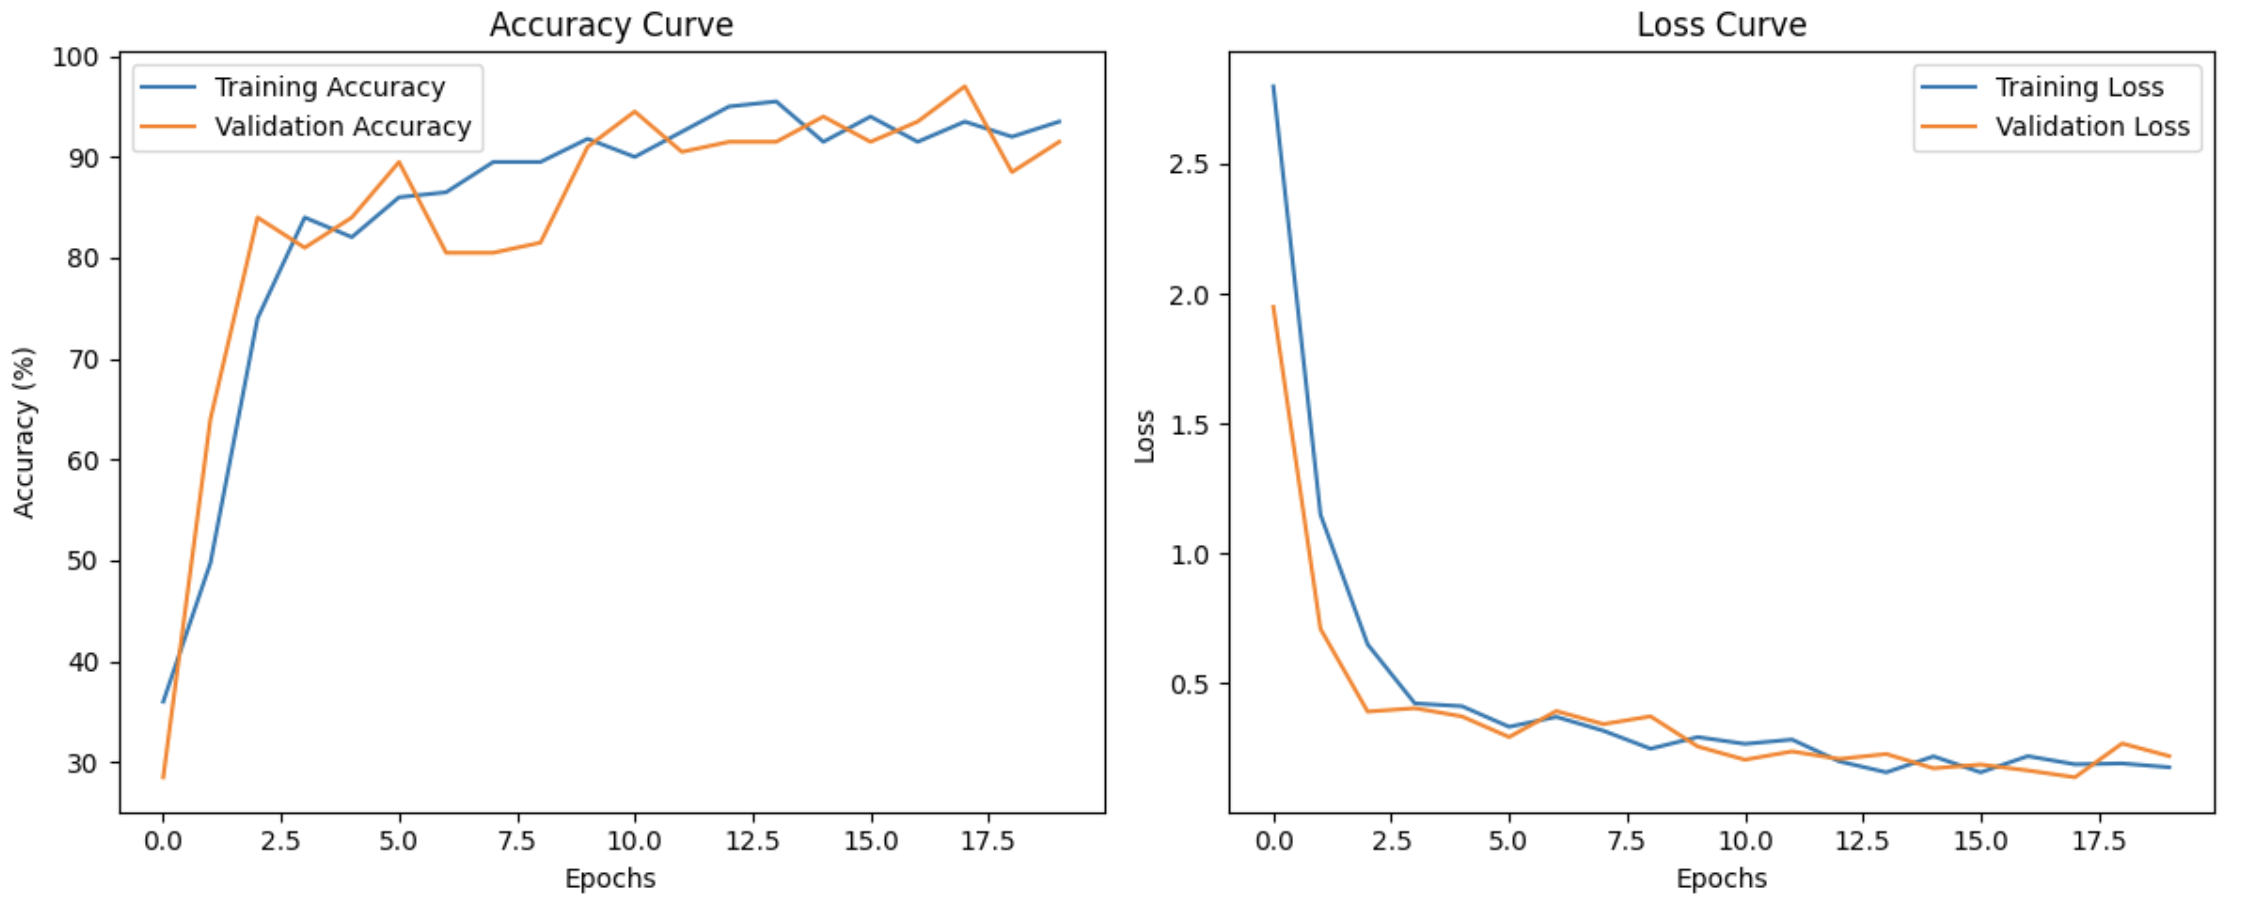 Accuracy Curve
Training Accuracy
Validation Accuracy
100
90
80
70
60
50
40
30
Accuracy (%)
0.0 2.5 5.0 7.5 10.0 12.5 15.0 17.5
Epochs
Loss Curve
Training Loss
Validation Loss
2.5
2.0
1.5
1.0
0.5
Loss
0.0 2.5 5.0 7.5 10.0 12.5 15.0 17.5
Epochs